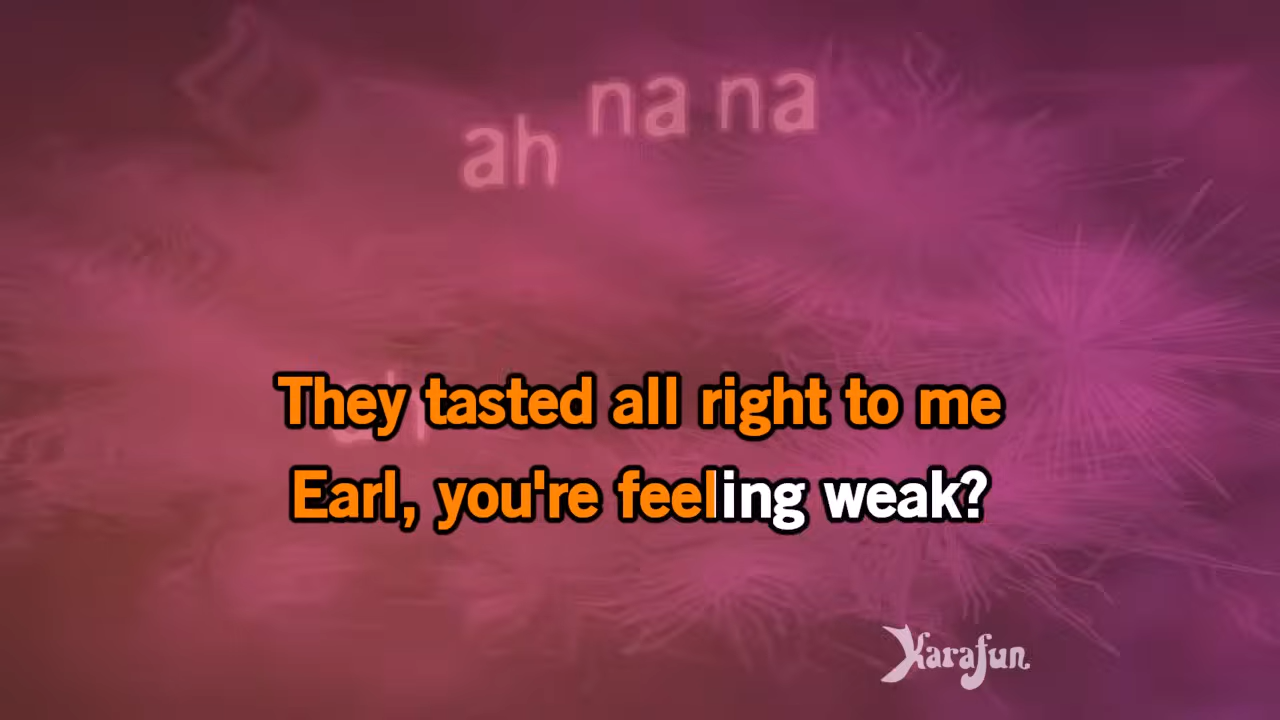 ah na na
They tasted all right to me
Earl, you're feeling weak?
Karafun